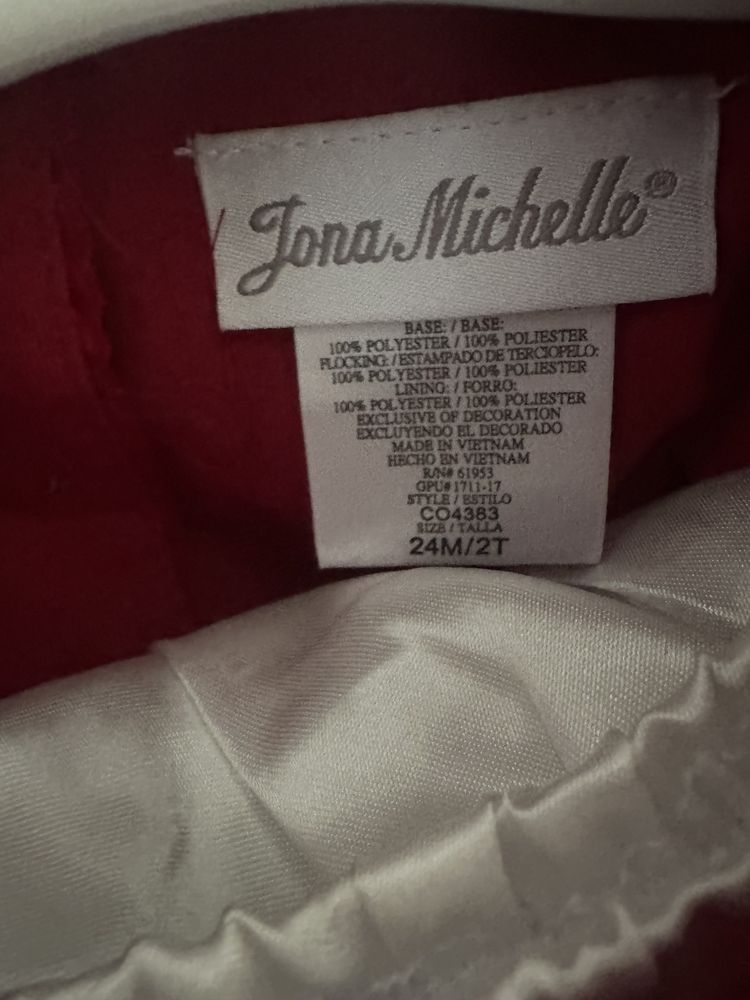 Jona Michelle®
BASE: / BASE:
100% POLYESTER / 100% POLIESTER
FLOCKING: / ESTAMPADO DE TERCIOPELO:
100% POLYESTER / 100% POLIESTER
LINING: / FORRO:
100% POLYESTER / 100% POLIESTER
EXCLUSIVE OF DECORATION
EXCLUYENDO EL DECORADO
MADE IN VIETNAM
HECHO EN VIETNAM
R/N# 61953
GPU# 1711-17
STYLE / ESTILO
CO4383
SIZE / TALLA
24M/2T